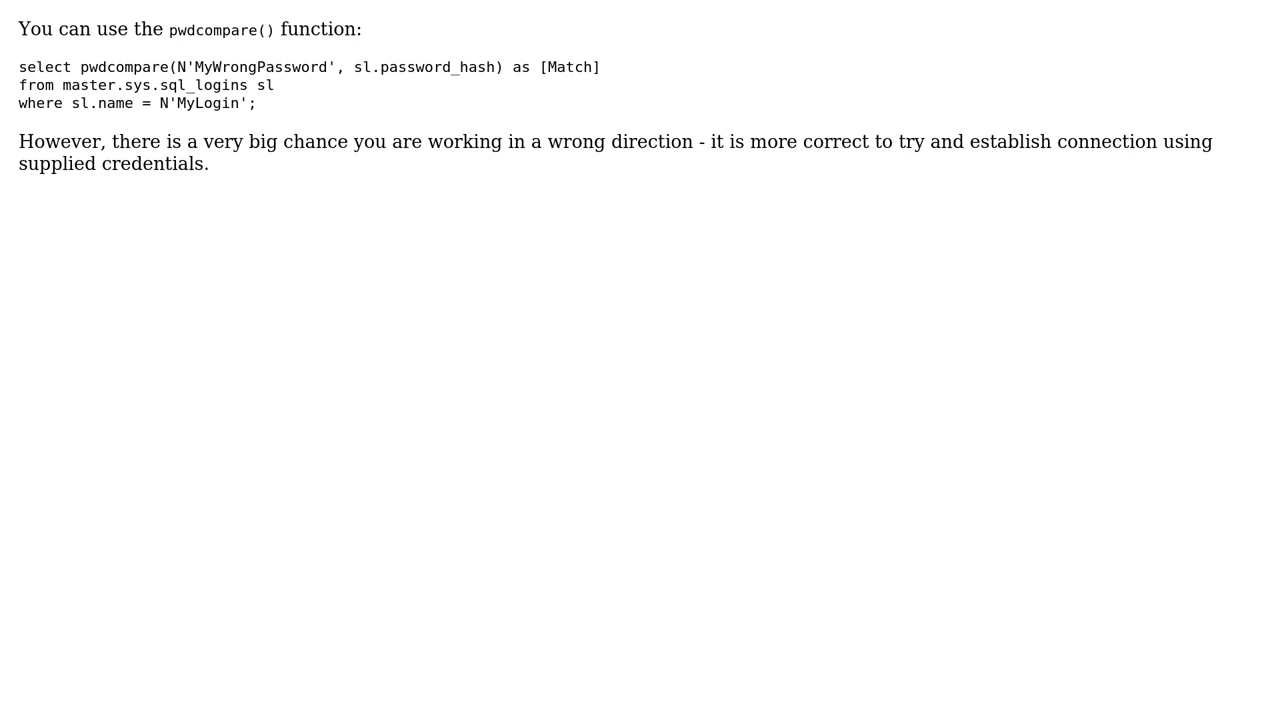 You can use the pwdcompare() function:
select pwdcompare(N'MyWrongPassword', sl.password_hash) as [Match]
from master.sys.sql_logins sl
where sl.name = N'MyLogin';
However, there is a very big chance you are working in a wrong direction - it is more correct to try and establish connection using
supplied credentials.